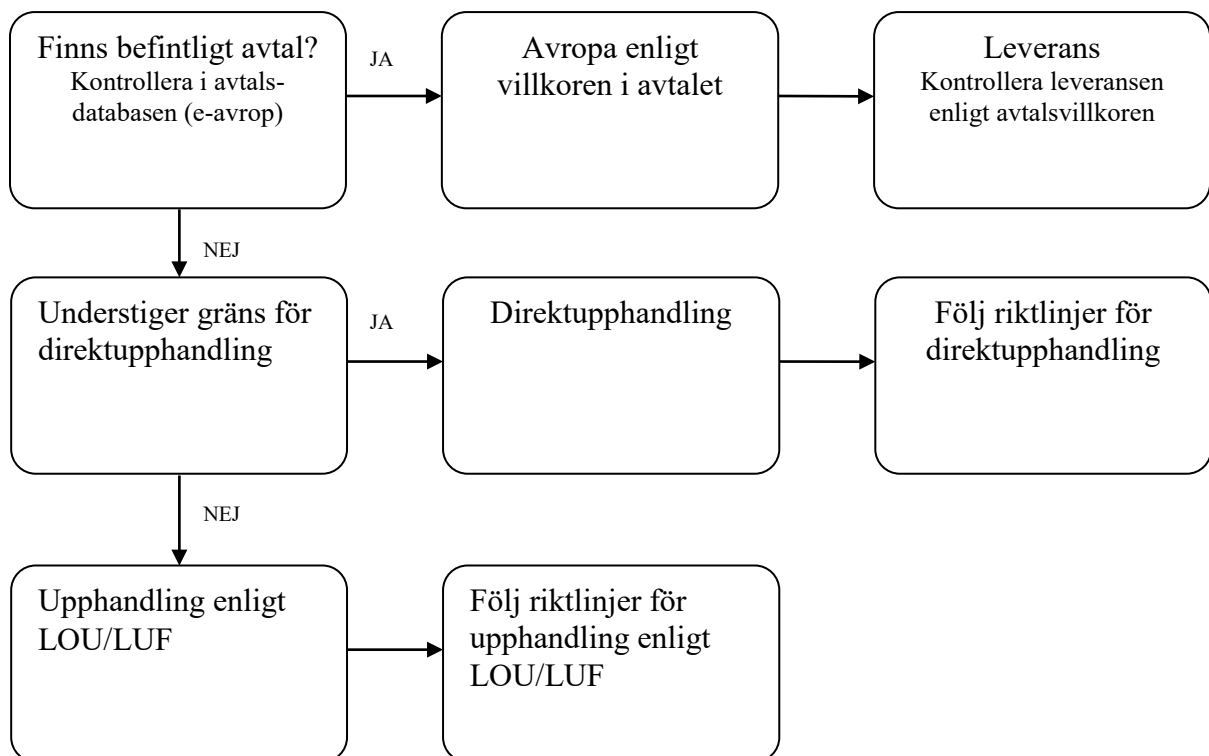 Finns befintligt avtal?
Kontrollera i avtals-
databasen (e-avrop)
JA
Avropa enligt
villkoren i avtalet
Leverans
Kontrollera leveransen
enligt avtalsvillkoren
NEJ
Understiger gräns för
direktupphandling
JA
Direktupphandling
Följ riktlinjer för
direktupphandling
NEJ
Upphandling enligt
LOU/LUF
Följ riktlinjer för
upphandling enligt
LOU/LUF